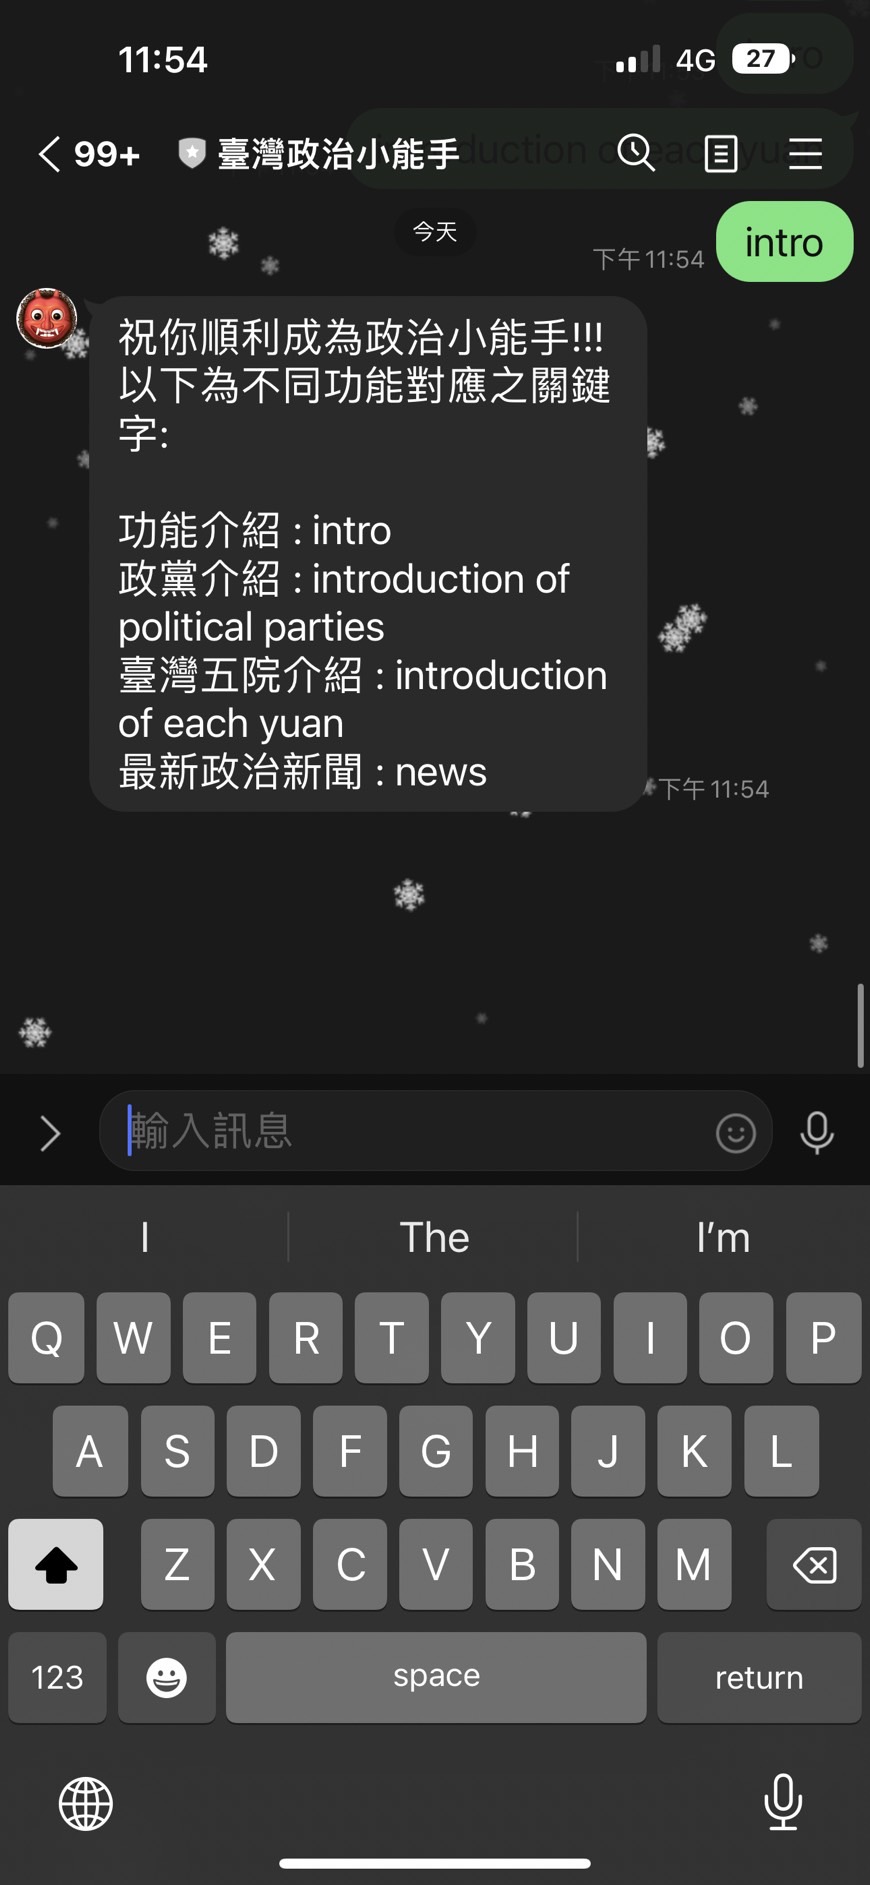 11:54
4G
27
99+
臺灣政治小能手
introduction of each yuan
今天
下午 11:54
intro
祝你順利成為政治小能手!!!
以下為不同功能對應之關鍵
字:
功能介紹 : intro
政黨介紹 : introduction of
political parties
臺灣五院介紹 : introduction
of each yuan
最新政治新聞 : news
下午 11:54
輸入訊息
I
The
I'm
Q W E R T Y U I O P
A S D F G H J K L
Z X C V B N M
123
space
return